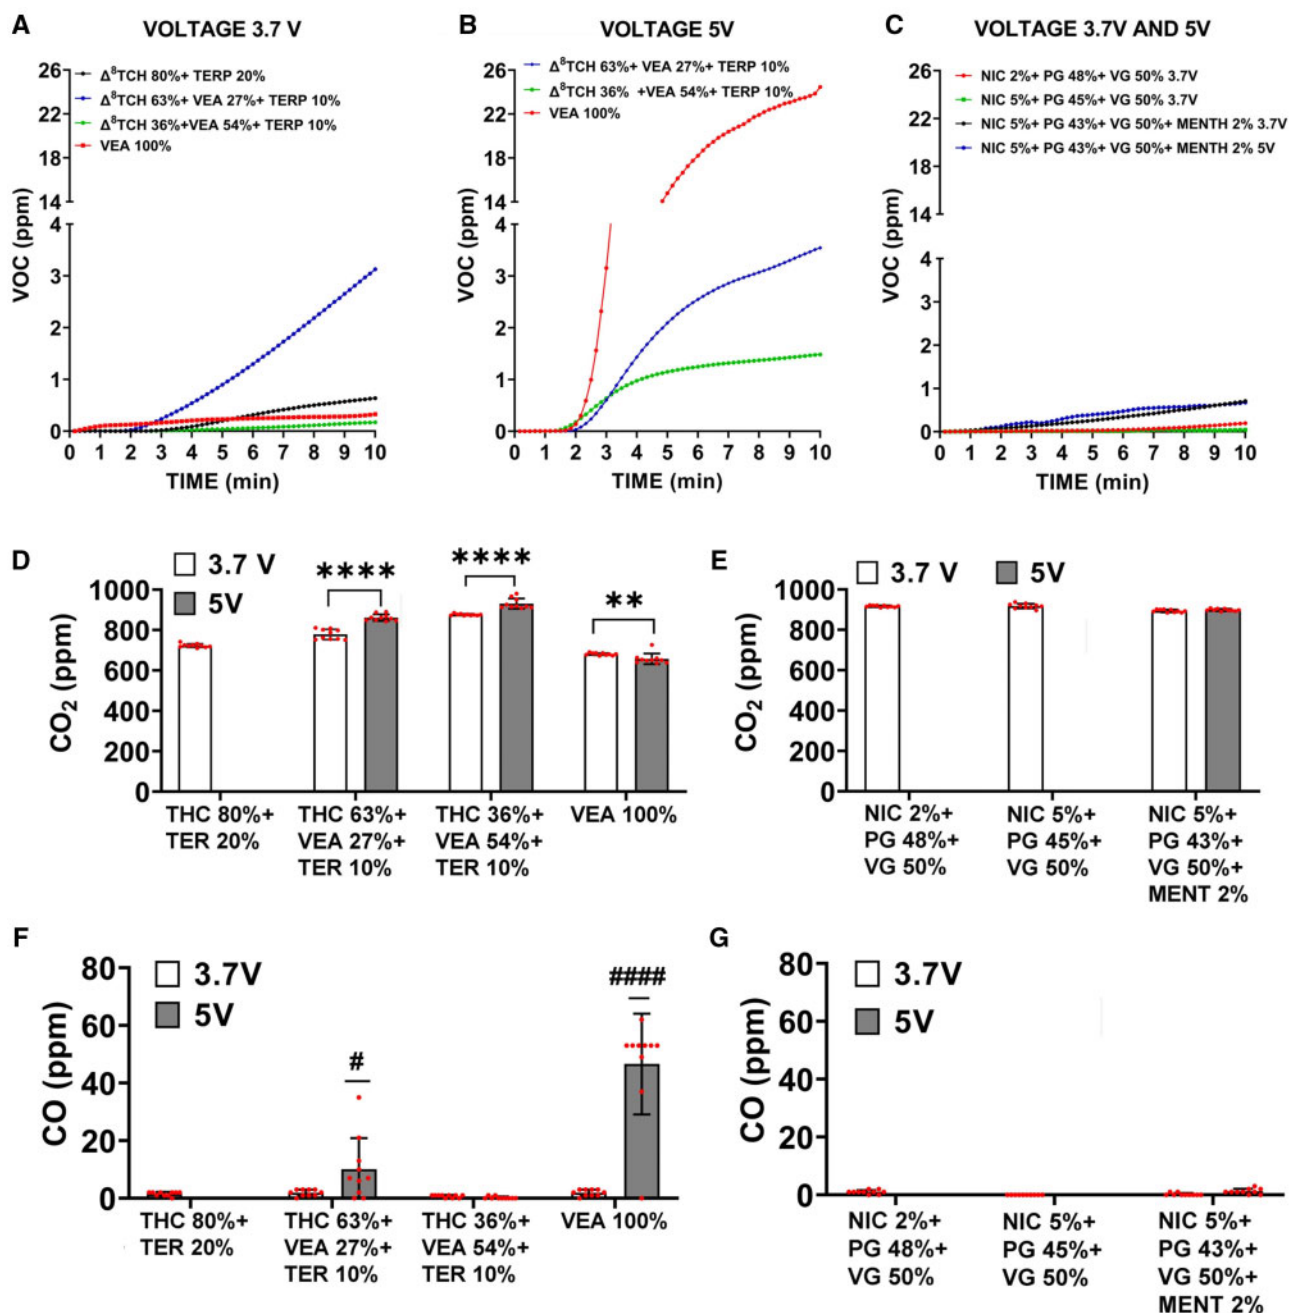 A
VOLTAGE 3.7 V
Δ⁸TCH 80%+ TERP 20%
Δ⁸TCH 63%+ VEA 27%+ TERP 10%
Δ⁸TCH 36%+VEA 54%+ TERP 10%
VEA 100%
26
22
18
14
4
3
2
1
0
VOC (ppm)
0 1 2 3 4 5 6 7 8 9 10
TIME (min)
B
VOLTAGE 5V
Δ⁸TCH 63%+ VEA 27%+ TERP 10%
Δ⁸TCH 36% +VEA 54%+ TERP 10%
VEA 100%
26
22
18
14
4
3
2
1
0
VOC (ppm)
0 1 2 3 4 5 6 7 8 9 10
TIME (min)
C
VOLTAGE 3.7V AND 5V
NIC 2%+ PG 48%+ VG 50% 3.7V
NIC 5%+ PG 45%+ VG 50% 3.7V
NIC 5%+ PG 43%+ VG 50%+ MENTH 2% 3.7V
NIC 5%+ PG 43%+ VG 50%+ MENTH 2% 5V
26
22
18
14
4
3
2
1
0
VOC (ppm)
0 1 2 3 4 5 6 7 8 9 10
TIME (min)
D
3.7 V
5V
****
****
**
1000
800
600
400
200
0
CO₂ (ppm)
THC 80%+
TER 20%
THC 63%+
VEA 27%+
TER 10%
THC 36%+
VEA 54%+
TER 10%
VEA 100%
E
3.7 V
5V
1000
800
600
400
200
0
CO₂ (ppm)
NIC 2%+
PG 48%+
VG 50%
NIC 5%+
PG 45%+
VG 50%
NIC 5%+
PG 43%+
VG 50%+
MENT 2%
F
3.7V
5V
#
####
80
60
40
20
0
CO (ppm)
THC 80%+
TER 20%
THC 63%+
VEA 27%+
TER 10%
THC 36%+
VEA 54%+
TER 10%
VEA 100%
G
3.7V
5V
80
60
40
20
0
CO (ppm)
NIC 2%+
PG 48%+
VG 50%
NIC 5%+
PG 45%+
VG 50%
NIC 5%+
PG 43%+
VG 50%+
MENT 2%